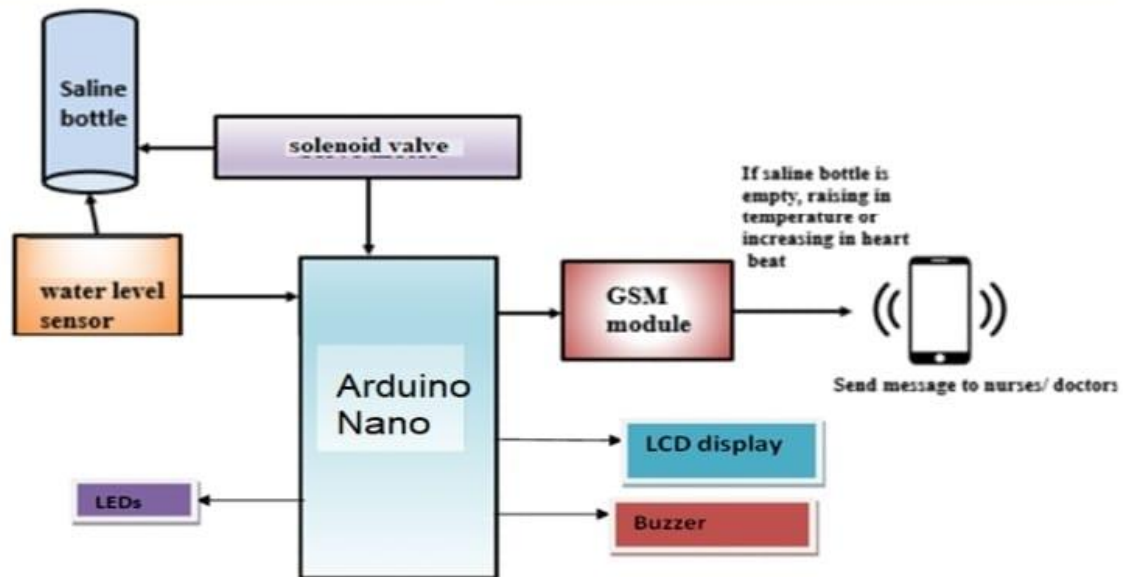 Saline
bottle
solenoid valve
If saline bottle is
empty, raising in
temperature or
increasing in heart
beat
water level
sensor
GSM
module
Arduino
Nano
Send message to nurses/ doctors
LCD display
LEDs
Buzzer